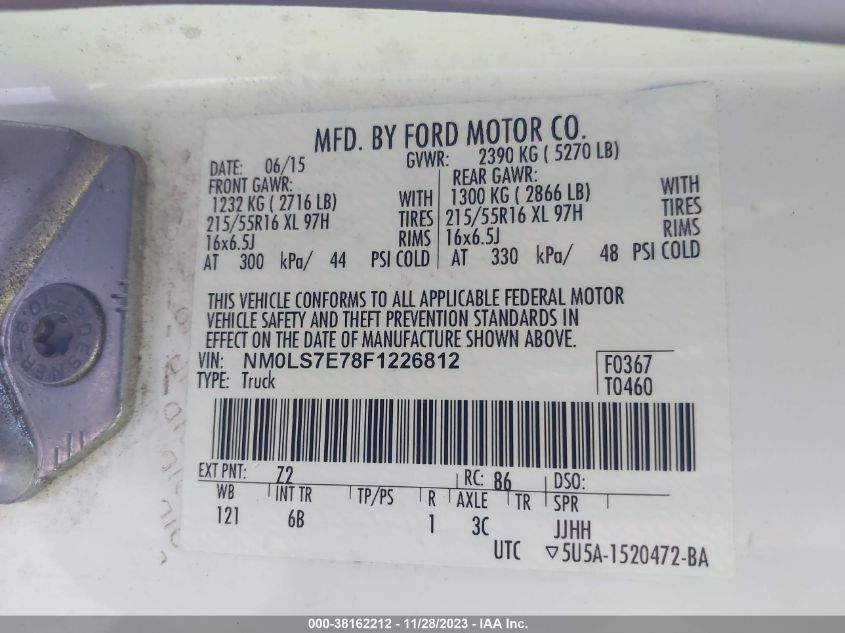 MFD. BY FORD MOTOR CO.
DATE: 06/15 GVWR: 2390 KG ( 5270 LB)
FRONT GAWR: REAR GAWR:
1232 KG ( 2716 LB) WITH 1300 KG ( 2866 LB) WITH
215/55R16 XL 97H TIRES 215/55R16 XL 97H TIRES
16x6.5J RIMS 16x6.5J RIMS
AT 300 kPa/ 44 PSI COLD AT 330 kPa/ 48 PSI COLD
THIS VEHICLE CONFORMS TO ALL APPLICABLE FEDERAL MOTOR
VEHICLE SAFETY AND THEFT PREVENTION STANDARDS IN
EFFECT ON THE DATE OF MANUFACTURE SHOWN ABOVE.
VIN: NM0LS7E78F1226812 F0367
TYPE: Truck T0460
EXT PNT: Z2 RC: 86 DSO:
WB INT TR TP/PS R AXLE TR SPR
121 6B 1 3C JJHH
UTC ▽5U5A-1520472-BA
000-38162212 - 11/28/2023 - IAA Inc.